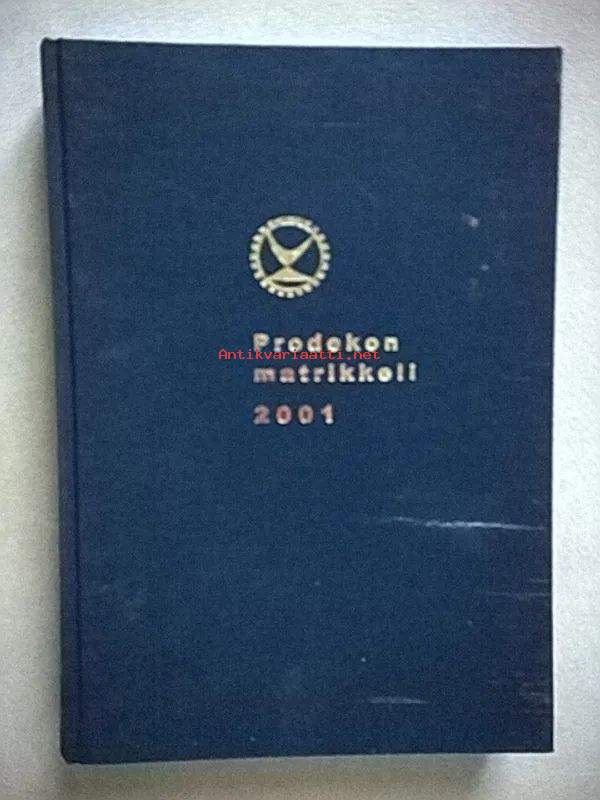 Prodekon
Antikvariaatti.net
matrikkeli
2001